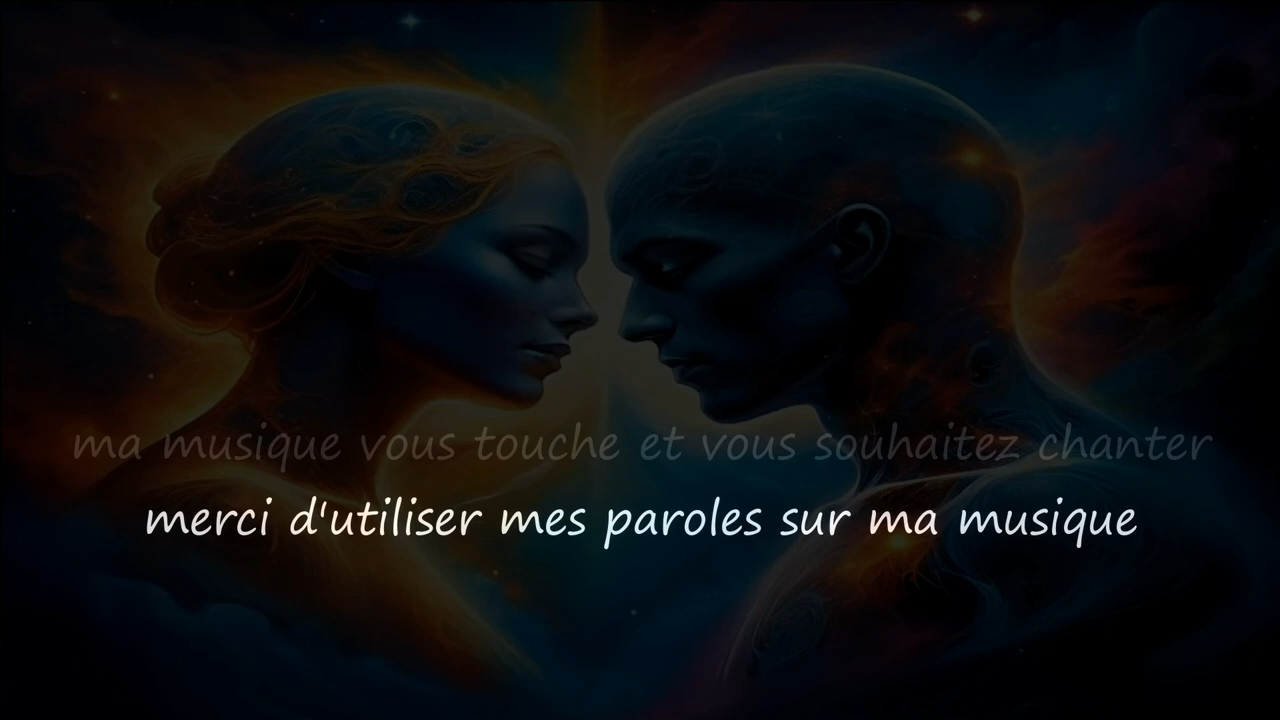 ma musique vous touche et vous souhaitez chanter
merci d'utiliser mes paroles sur ma musique